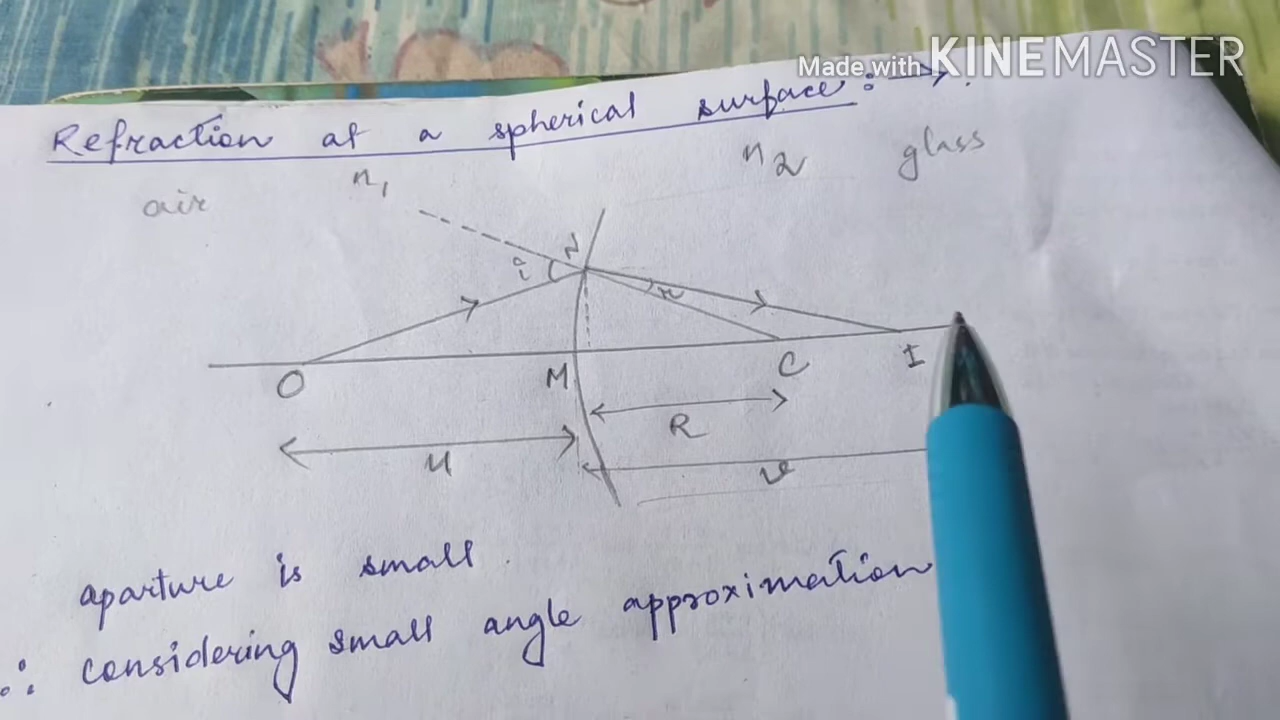 Made with KINEMASTER
Refraction at a spherical surface :→
air n₁ n₂ glass
i N r
O M C I
R
u v
aparture is small
∴ considering small angle approximation